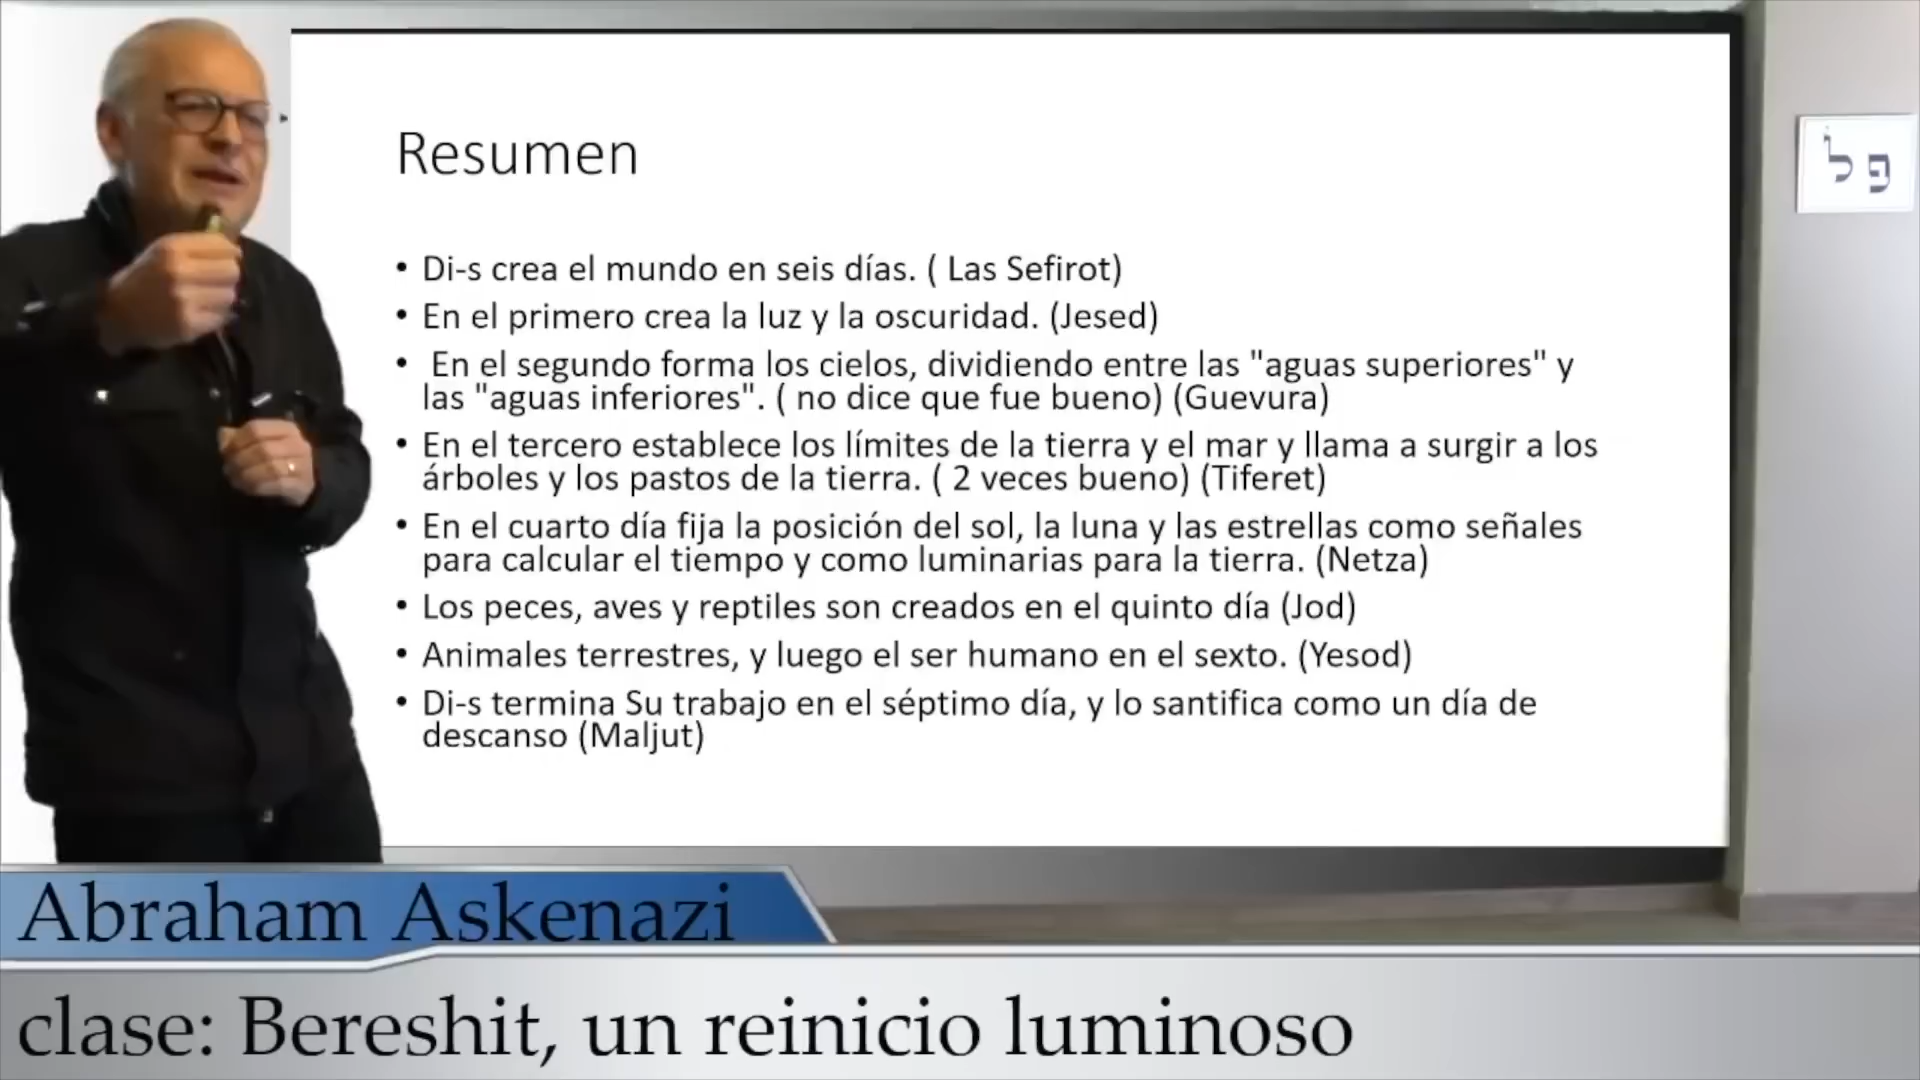 Resumen
• Di-s crea el mundo en seis días. ( Las Sefirot)
• En el primero crea la luz y la oscuridad. (Jesed)
• En el segundo forma los cielos, dividiendo entre las "aguas superiores" y
las "aguas inferiores". ( no dice que fue bueno) (Guevura)
• En el tercero establece los límites de la tierra y el mar y llama a surgir a los
árboles y los pastos de la tierra. ( 2 veces bueno) (Tiferet)
• En el cuarto día fija la posición del sol, la luna y las estrellas como señales
para calcular el tiempo y como luminarias para la tierra. (Netza)
• Los peces, aves y reptiles son creados en el quinto día (Jod)
• Animales terrestres, y luego el ser humano en el sexto. (Yesod)
• Di-s termina Su trabajo en el séptimo día, y lo santifica como un día de
descanso (Maljut)
פ ל
Abraham Askenazi
clase: Bereshit, un reinicio luminoso